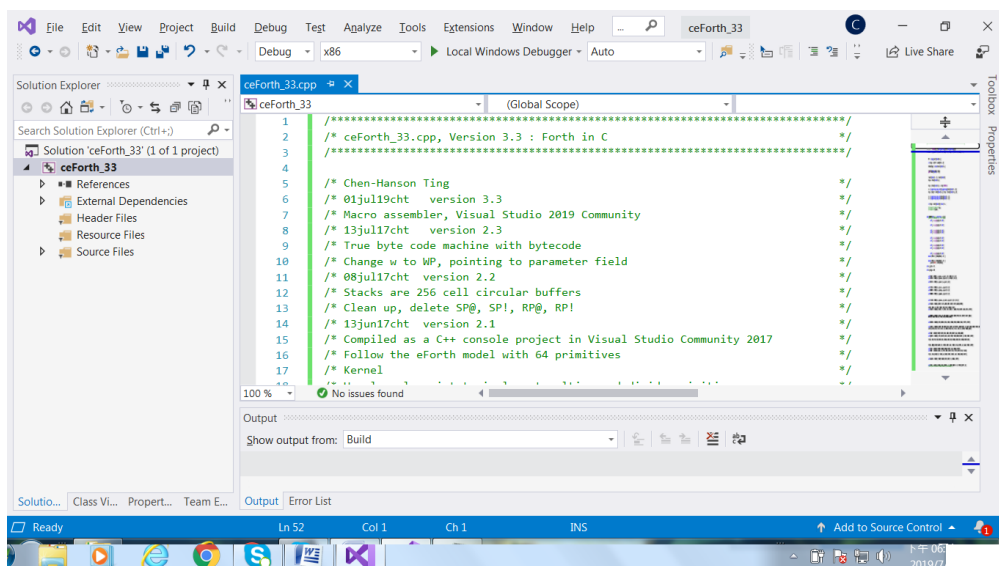 File Edit View Project Build Debug Test Analyze Tools Extensions Window Help ... ceForth_33 C
Debug x86 Local Windows Debugger Auto Live Share
Solution Explorer
Search Solution Explorer (Ctrl+;)
Solution 'ceForth_33' (1 of 1 project)
ceForth_33
References
External Dependencies
Header Files
Resource Files
Source Files
Solutio... Class Vi... Propert... Team E...
ceForth_33.cpp
ceForth_33 (Global Scope)
1 /******************************************************************************/
2 /* ceForth_33.cpp, Version 3.3 : Forth in C */
3 /******************************************************************************/
4
5 /* Chen-Hanson Ting */
6 /* 01jul19cht version 3.3 */
7 /* Macro assembler, Visual Studio 2019 Community */
8 /* 13jul17cht version 2.3 */
9 /* True byte code machine with bytecode */
10 /* Change w to WP, pointing to parameter field */
11 /* 08jul17cht version 2.2 */
12 /* Stacks are 256 cell circular buffers */
13 /* Clean up, delete SP@, SP!, RP@, RP! */
14 /* 13jun17cht version 2.1 */
15 /* Compiled as a C++ console project in Visual Studio Community 2017 */
16 /* Follow the eForth model with 64 primitives */
17 /* Kernel */
100 % No issues found
Output
Show output from: Build
Output Error List
Toolbox
Properties
Ready Ln 52 Col 1 Ch 1 INS Add to Source Control 1
下午 06:
2019/7